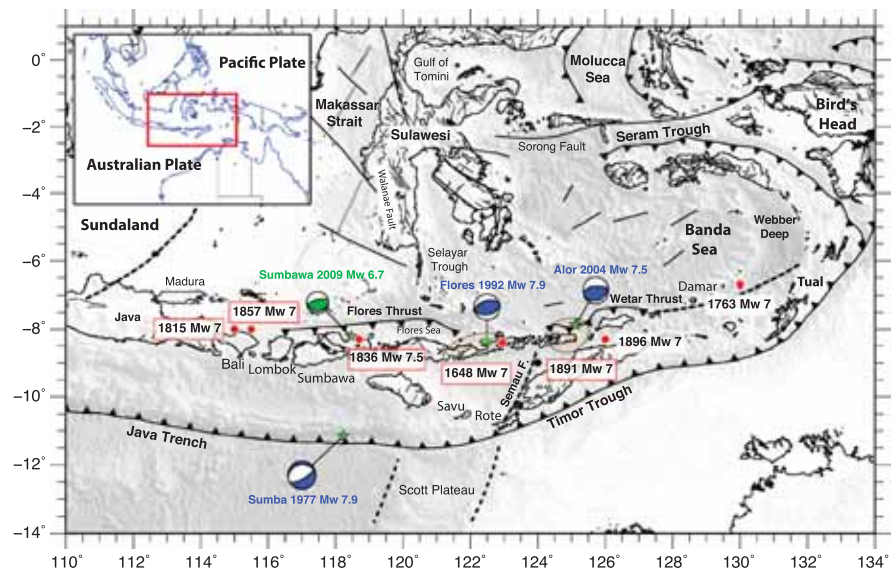 0°
−2°
−4°
−6°
−8°
−10°
−12°
−14°
110°
112°
114°
116°
118°
120°
122°
124°
126°
128°
130°
132°
134°
Pacific Plate
Australian Plate
Sundaland
Makassar
Strait
Gulf of
Tomini
Molucca
Sea
Bird's
Head
Sulawesi
Seram Trough
Sorong Fault
Walanae Fault
Selayar
Trough
Banda
Sea
Webber
Deep
Sumbawa 2009 Mw 6.7
Flores 1992 Mw 7.9
Alor 2004 Mw 7.5
Madura
Damar
Tual
1857 Mw 7
Flores Thrust
Wetar Thrust
1763 Mw 7
Java
1815 Mw 7
Flores Sea
1896 Mw 7
1836 Mw 7.5
1648 Mw 7
1891 Mw 7
Bali
Lombok
Sumbawa
Semau F.
Savu
Rote
Timor Trough
Java Trench
Sumba 1977 Mw 7.9
Scott Plateau